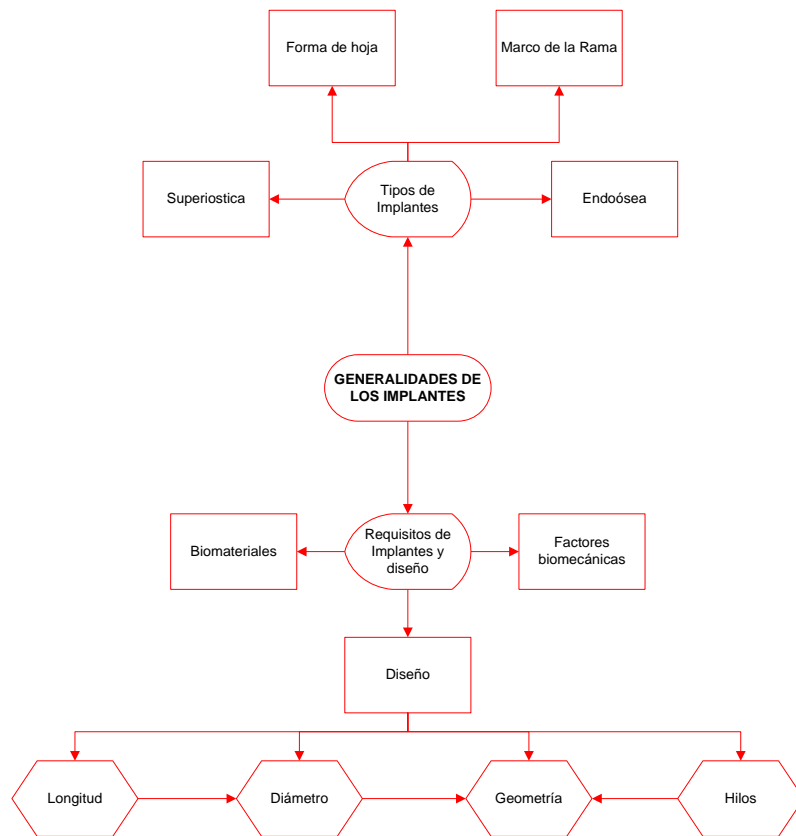 Forma de hoja
Marco de la Rama
Superiostica
Tipos de
Implantes
Endoósea
GENERALIDADES DE
LOS IMPLANTES
Biomateriales
Requisitos de
Implantes y
diseño
Factores
biomecánicas
Diseño
Longitud
Diámetro
Geometría
Hilos